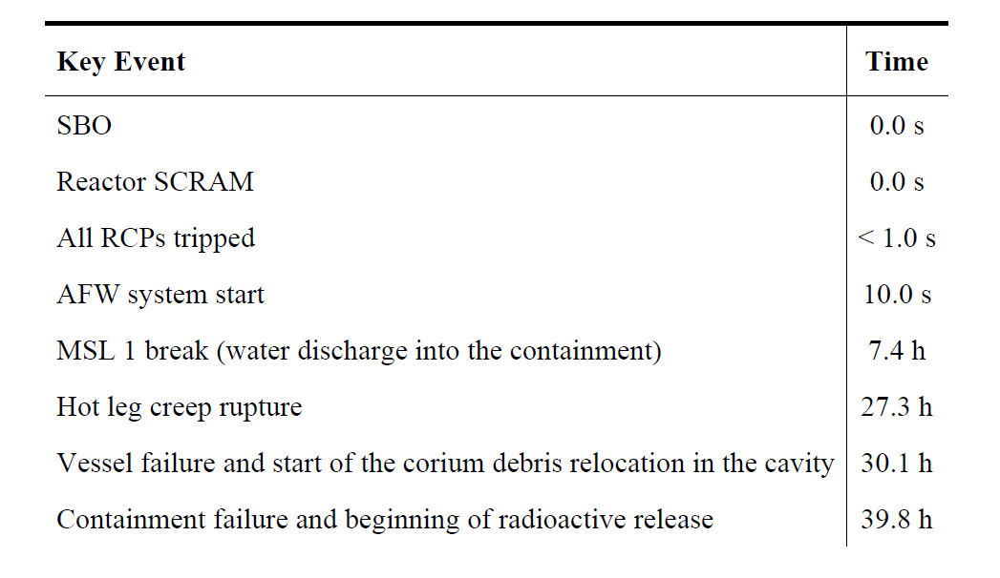 Key Event Time
SBO 0.0 s
Reactor SCRAM 0.0 s
All RCPs tripped < 1.0 s
AFW system start 10.0 s
MSL 1 break (water discharge into the containment) 7.4 h
Hot leg creep rupture 27.3 h
Vessel failure and start of the corium debris relocation in the cavity 30.1 h
Containment failure and beginning of radioactive release 39.8 h